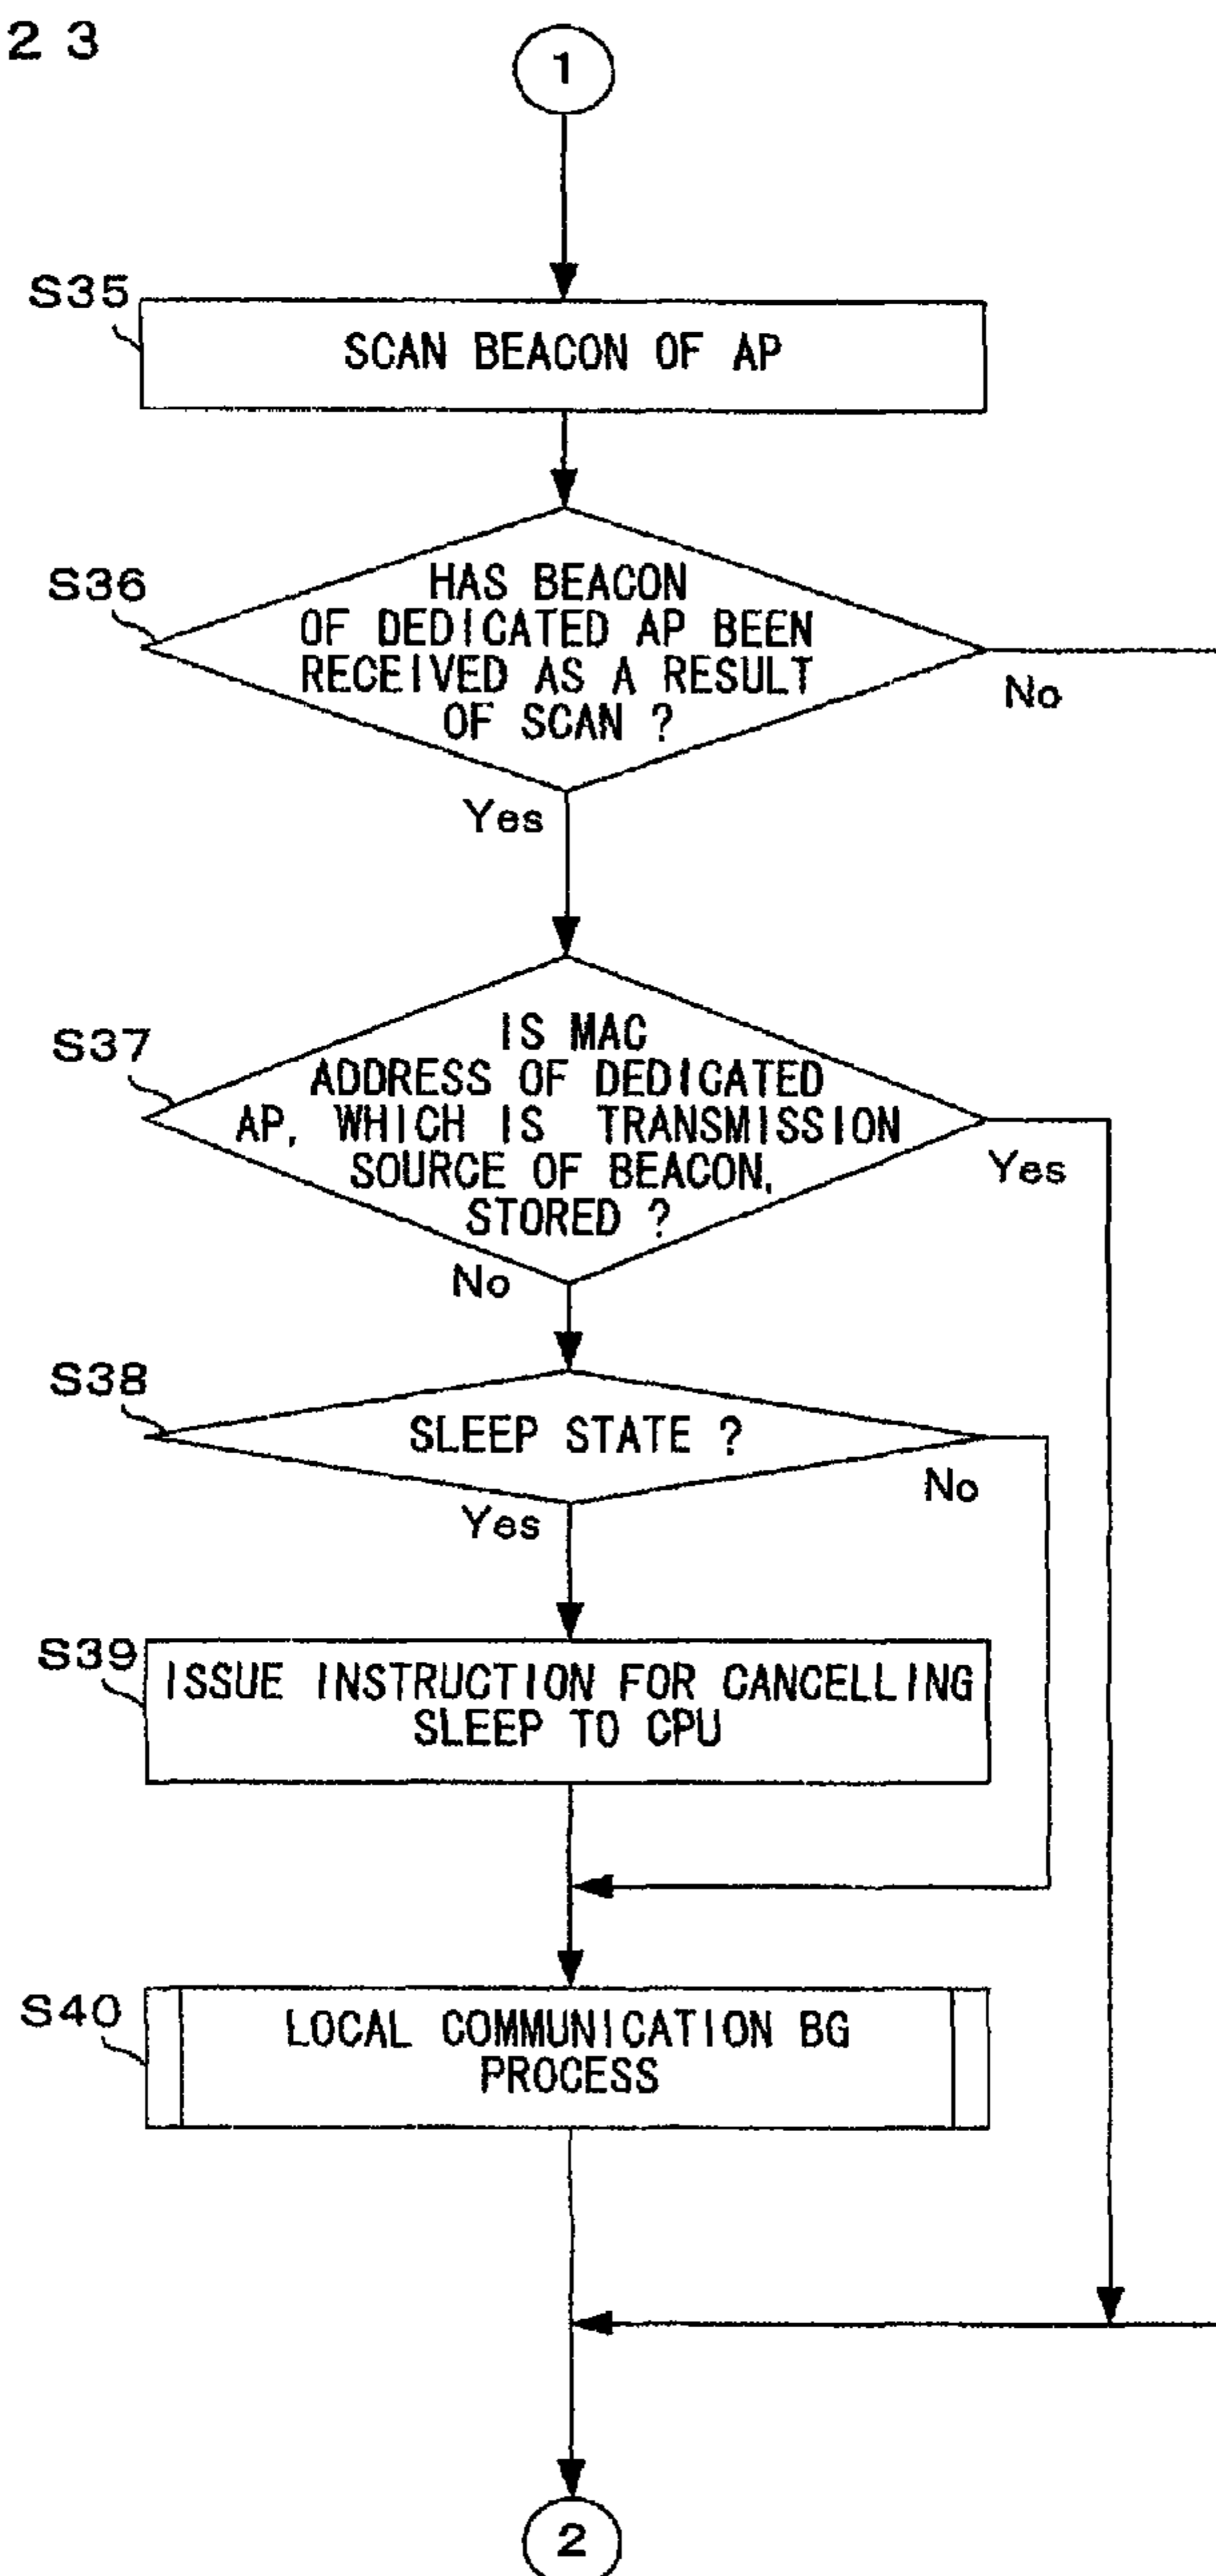 2 3
1
S35
SCAN BEACON OF AP
S36
HAS BEACON
OF DEDICATED AP BEEN
RECEIVED AS A RESULT
OF SCAN ?
No
Yes
S37
IS MAC
ADDRESS OF DEDICATED
AP, WHICH IS TRANSMISSION
SOURCE OF BEACON,
STORED ?
Yes
No
S38
SLEEP STATE ?
No
Yes
S39
ISSUE INSTRUCTION FOR CANCELLING
SLEEP TO CPU
S40
LOCAL COMMUNICATION BG
PROCESS
2